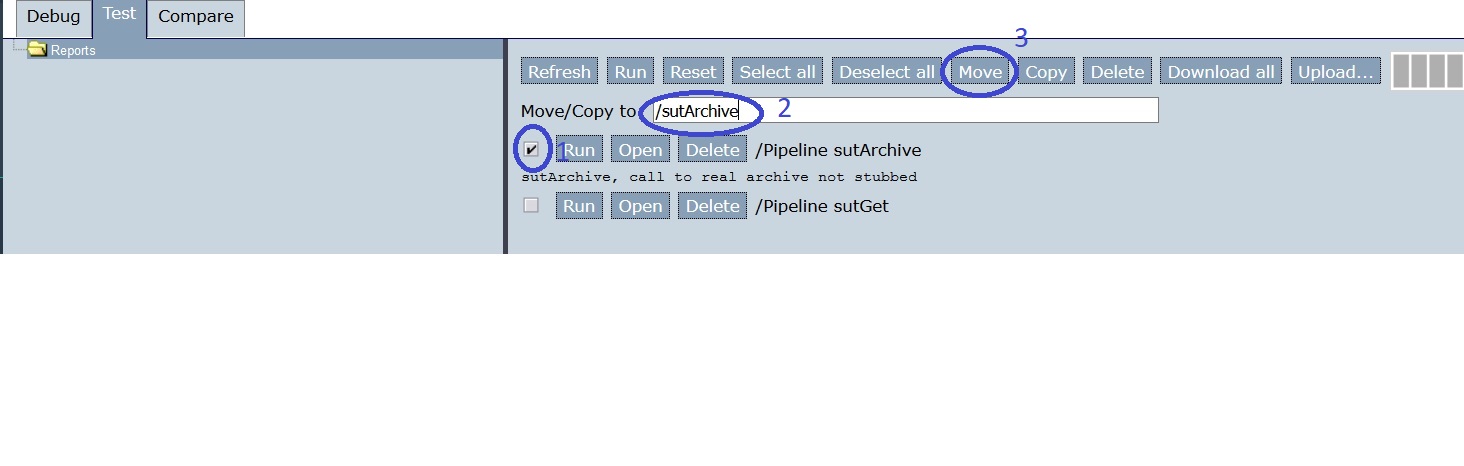 Debug Test Compare
Reports
3
Refresh Run Reset Select all Deselect all Move Copy Delete Download all Upload...
Move/Copy to /sutArchive 2
1 Run Open Delete /Pipeline sutArchive
sutArchive, call to real archive not stubbed
Run Open Delete /Pipeline sutGet